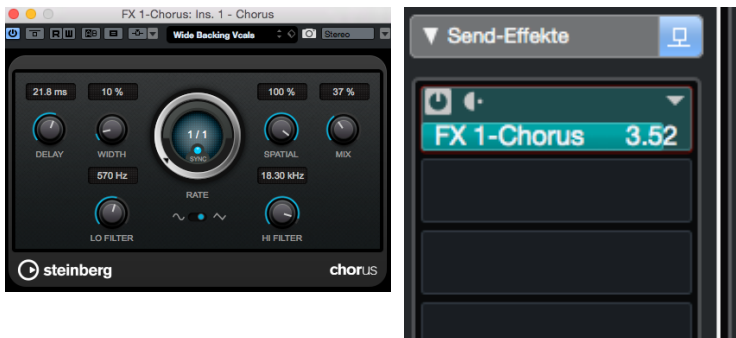 FX 1-Chorus: Ins. 1 - Chorus
R W
Wide Backing Vcals
Stereo
21.8 ms
10 %
100 %
37 %
1 / 1
SYNC
DELAY
WIDTH
SPATIAL
MIX
570 Hz
18.30 kHz
RATE
LO FILTER
HI FILTER
steinberg
chorus
Send-Effekte
FX 1-Chorus 3.52